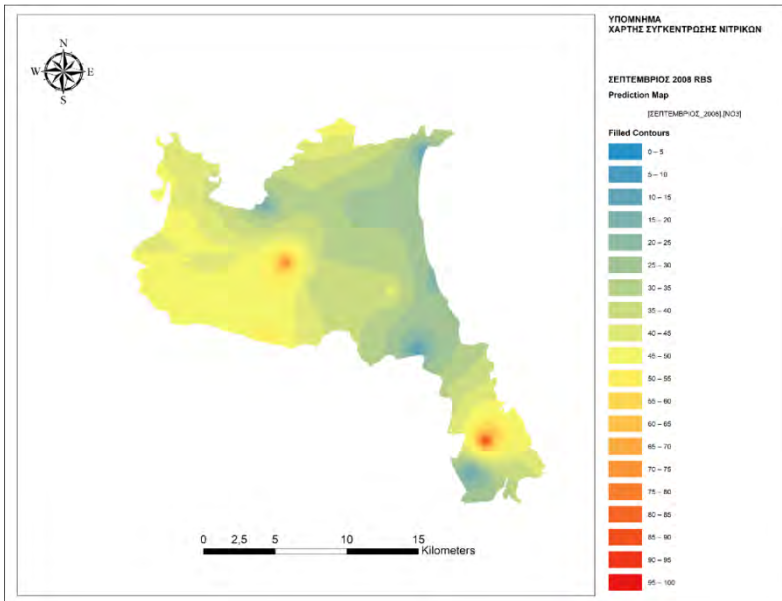 ΥΠΟΜΝΗΜΑ
ΧΑΡΤΗΣ ΣΥΓΚΕΝΤΡΩΣΗΣ ΝΙΤΡΙΚΩΝ
N
W E
S
ΣΕΠΤΕΜΒΡΙΟΣ 2008 RBS
Prediction Map
[ΣΕΠΤΕΜΒΡΙΟΣ_2008].[NO3]
Filled Contours
0 – 5
5 – 10
10 – 15
15 – 20
20 – 25
25 – 30
30 – 35
35 – 40
40 – 45
45 – 50
50 – 55
55 – 60
60 – 65
65 – 70
70 – 75
75 – 80
80 – 85
85 – 90
90 – 95
95 – 100
0 2,5 5 10 15
Kilometers